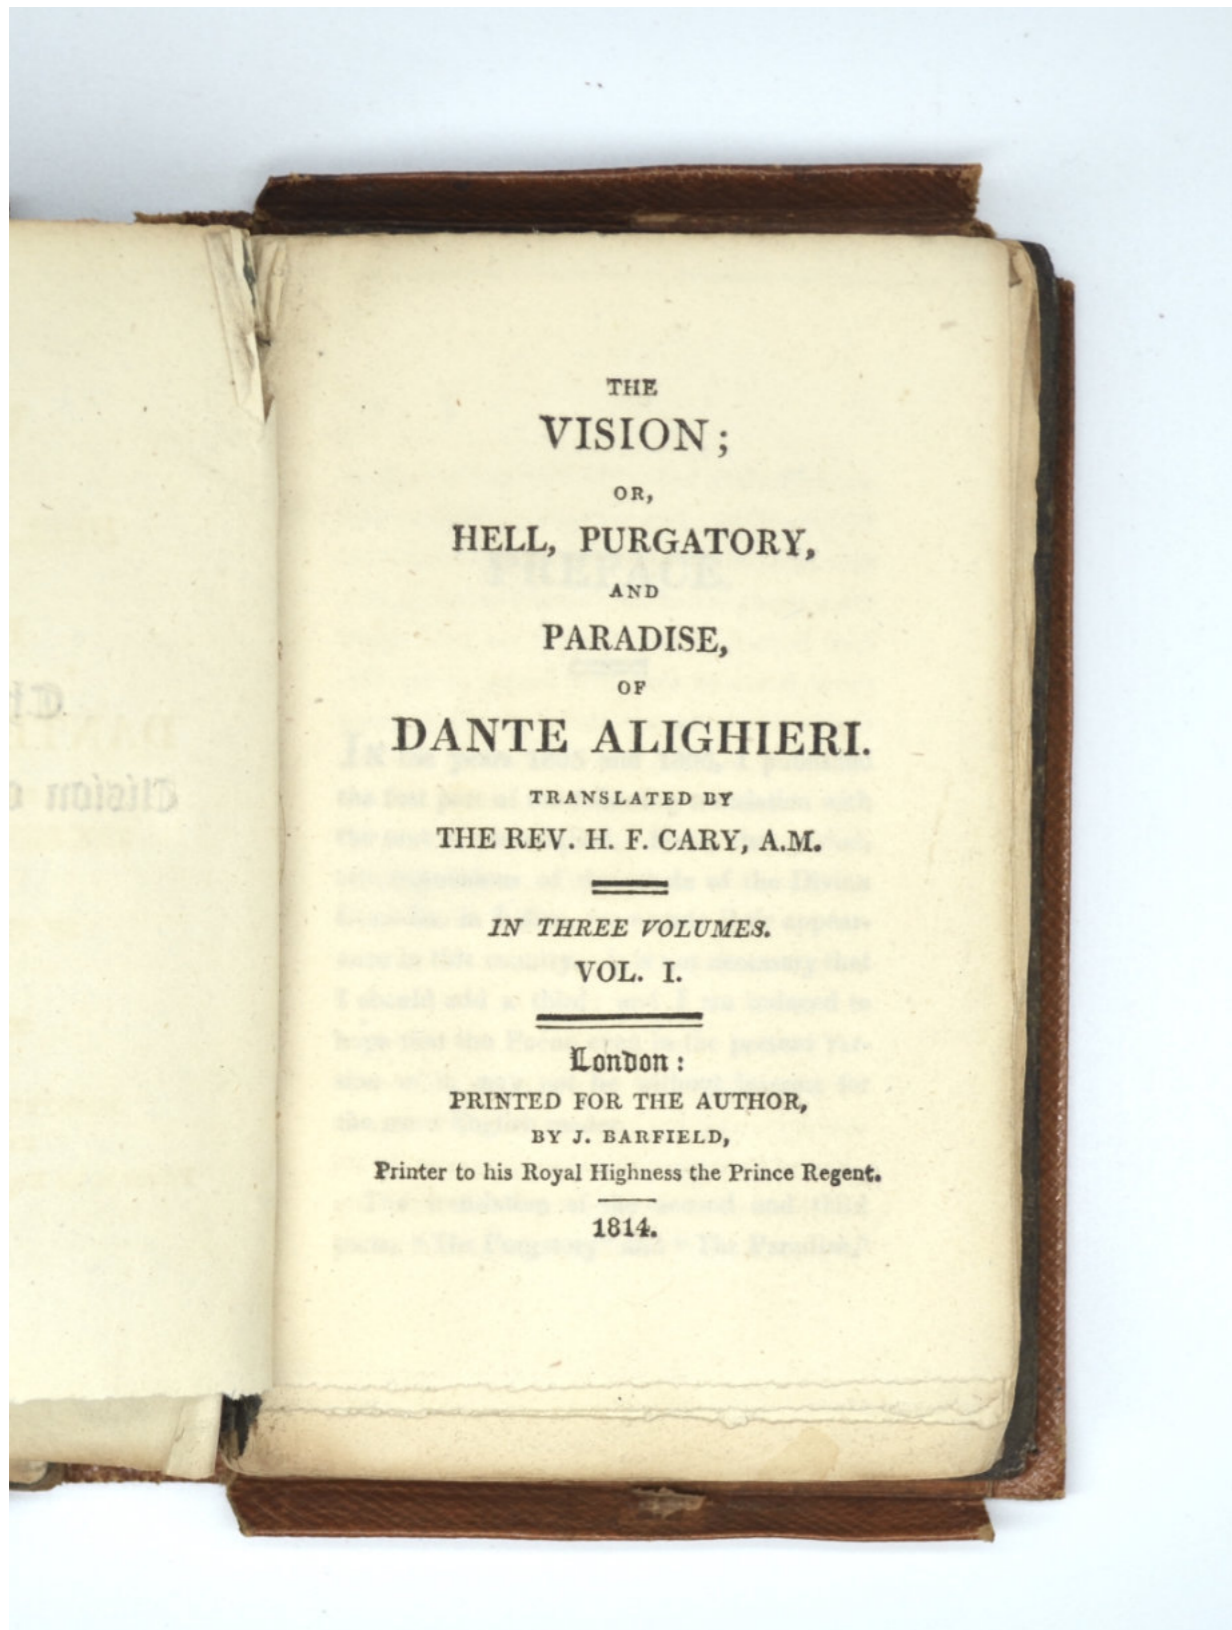 THE
VISION;
OR,
HELL, PURGATORY,
AND
PARADISE,
OF
DANTE ALIGHIERI.
TRANSLATED BY
THE REV. H. F. CARY, A.M.
IN THREE VOLUMES.
VOL. I.
London:
PRINTED FOR THE AUTHOR,
BY J. BARFIELD,
Printer to his Royal Highness the Prince Regent.
1814.